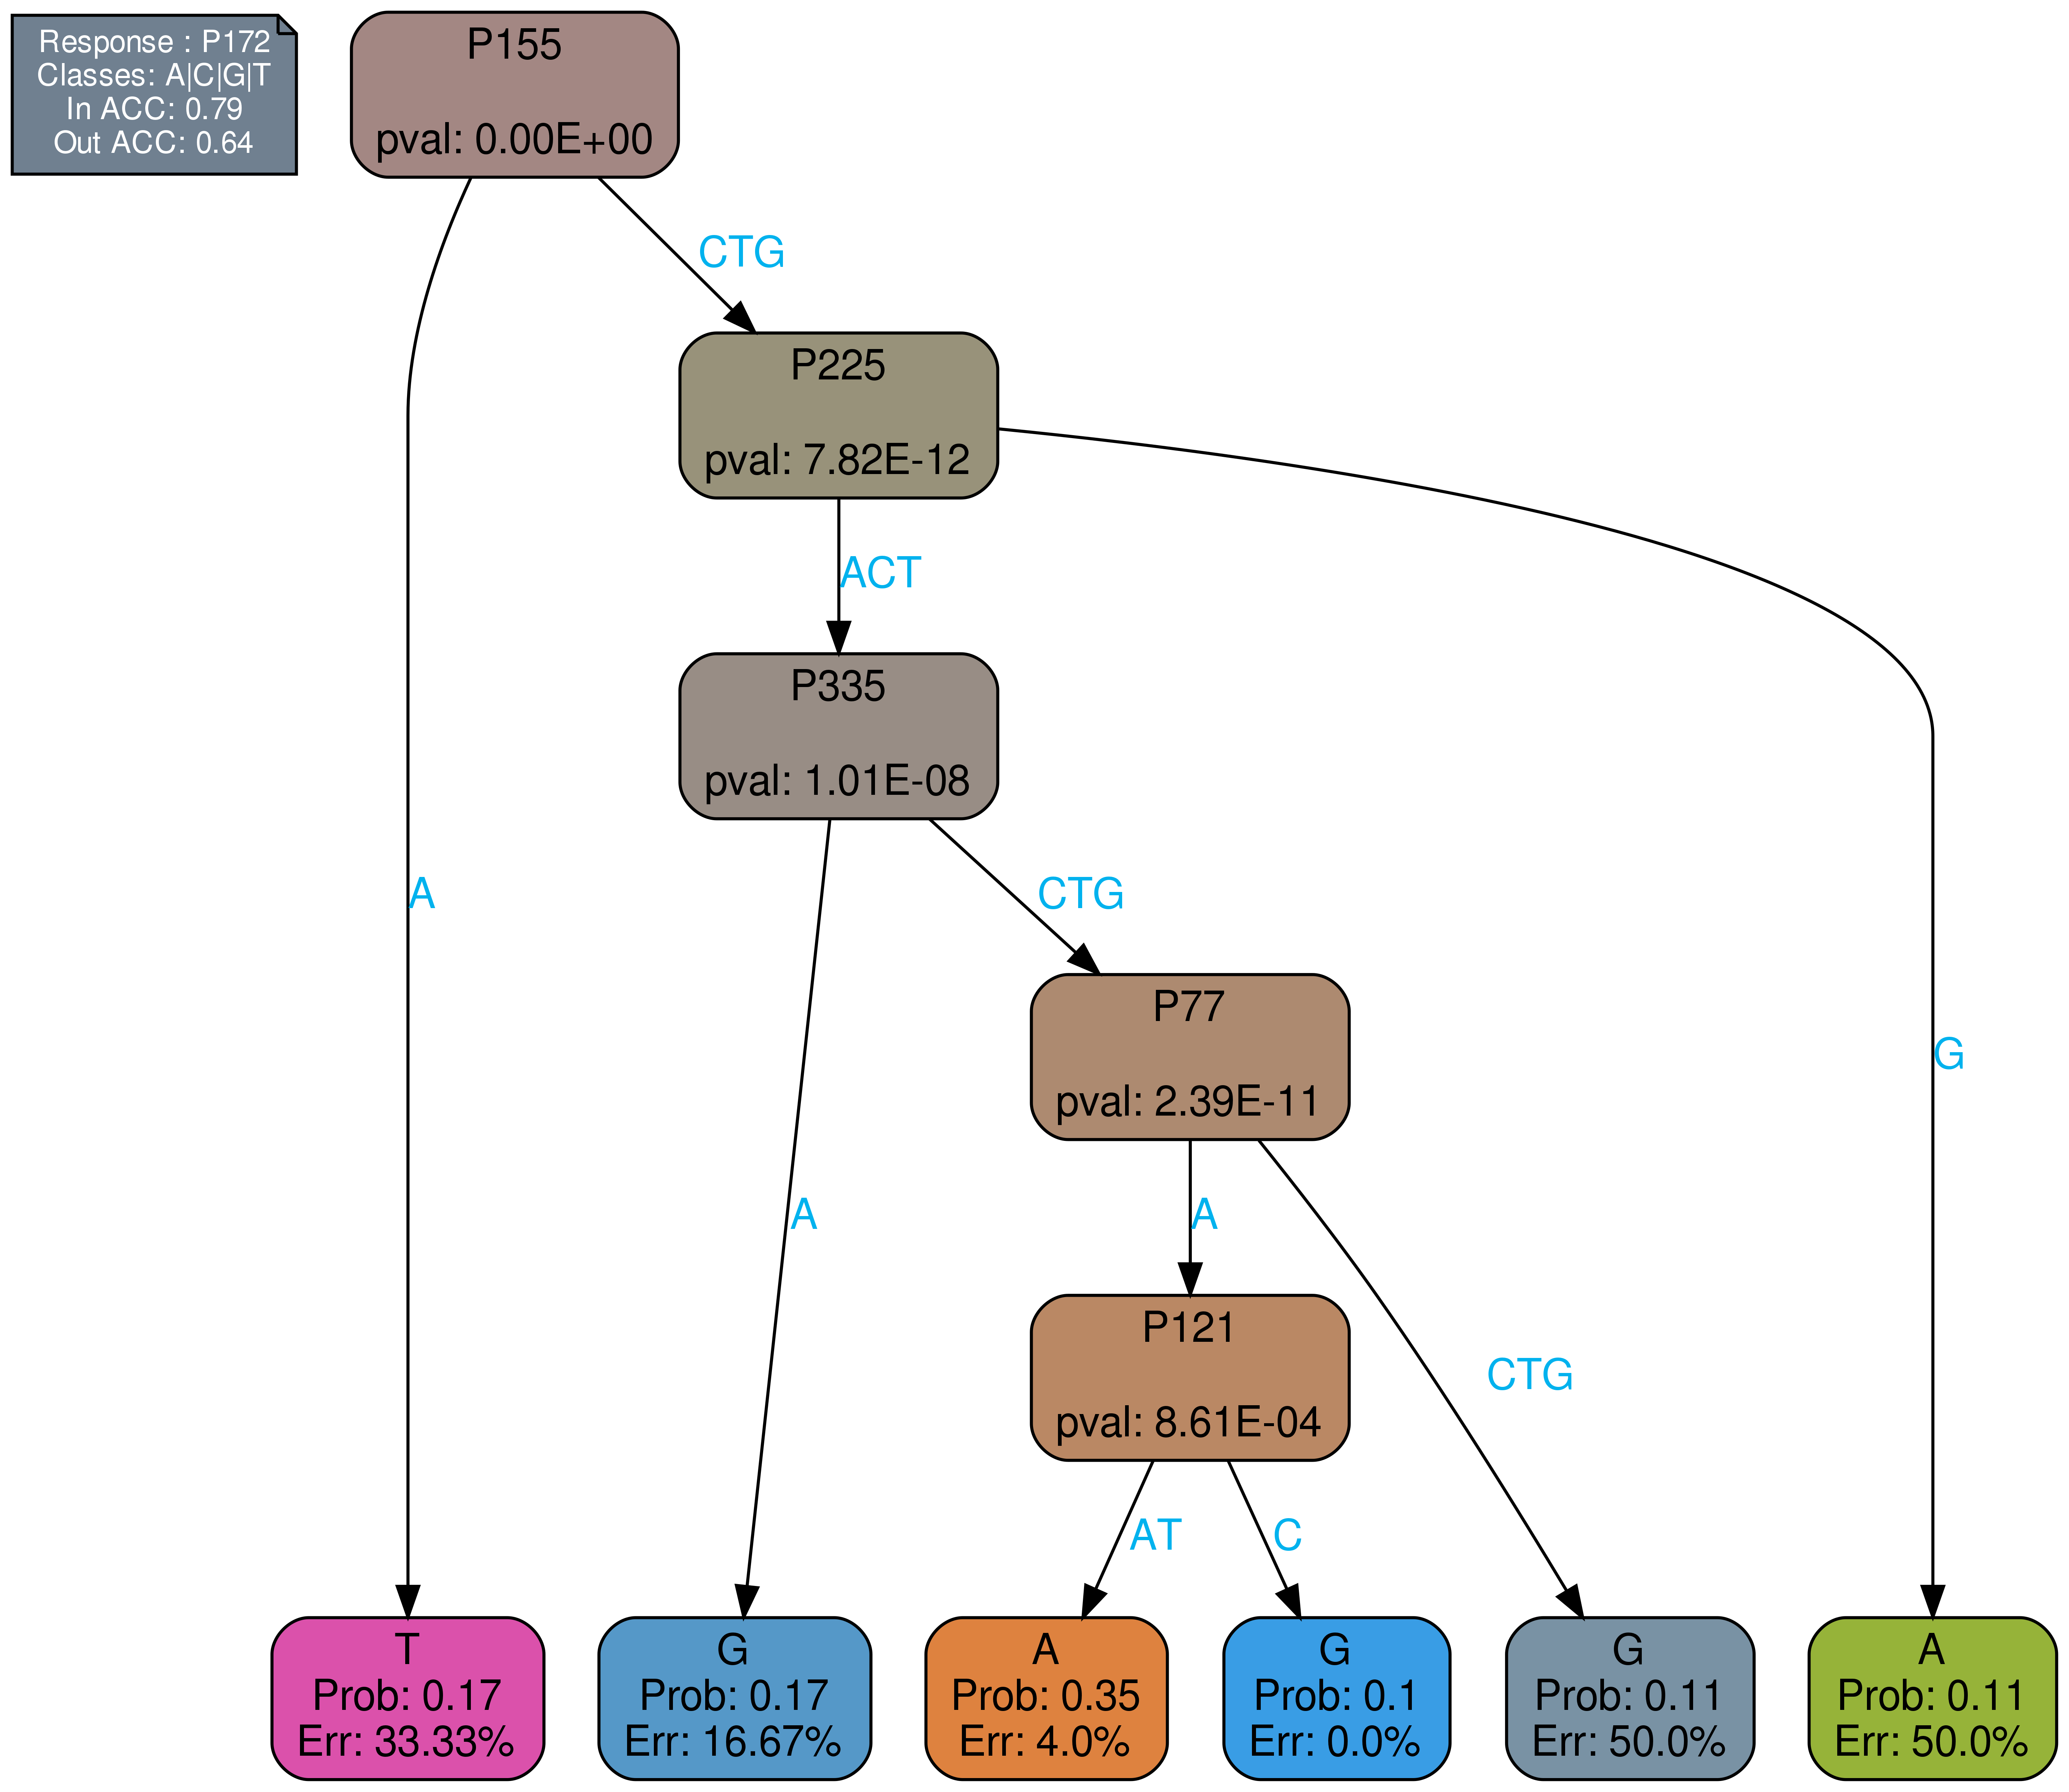 Response : P172
Classes: A|C|G|T
In ACC: 0.79
Out ACC: 0.64
P155
pval: 0.00E+00
CTG
P225
pval: 7.82E-12
ACT
P335
pval: 1.01E-08
A
CTG
P77
pval: 2.39E-11
G
A
A
P121
pval: 8.61E-04
CTG
AT
C
T
Prob: 0.17
Err: 33.33%
G
Prob: 0.17
Err: 16.67%
A
Prob: 0.35
Err: 4.0%
G
Prob: 0.1
Err: 0.0%
G
Prob: 0.11
Err: 50.0%
A
Prob: 0.11
Err: 50.0%